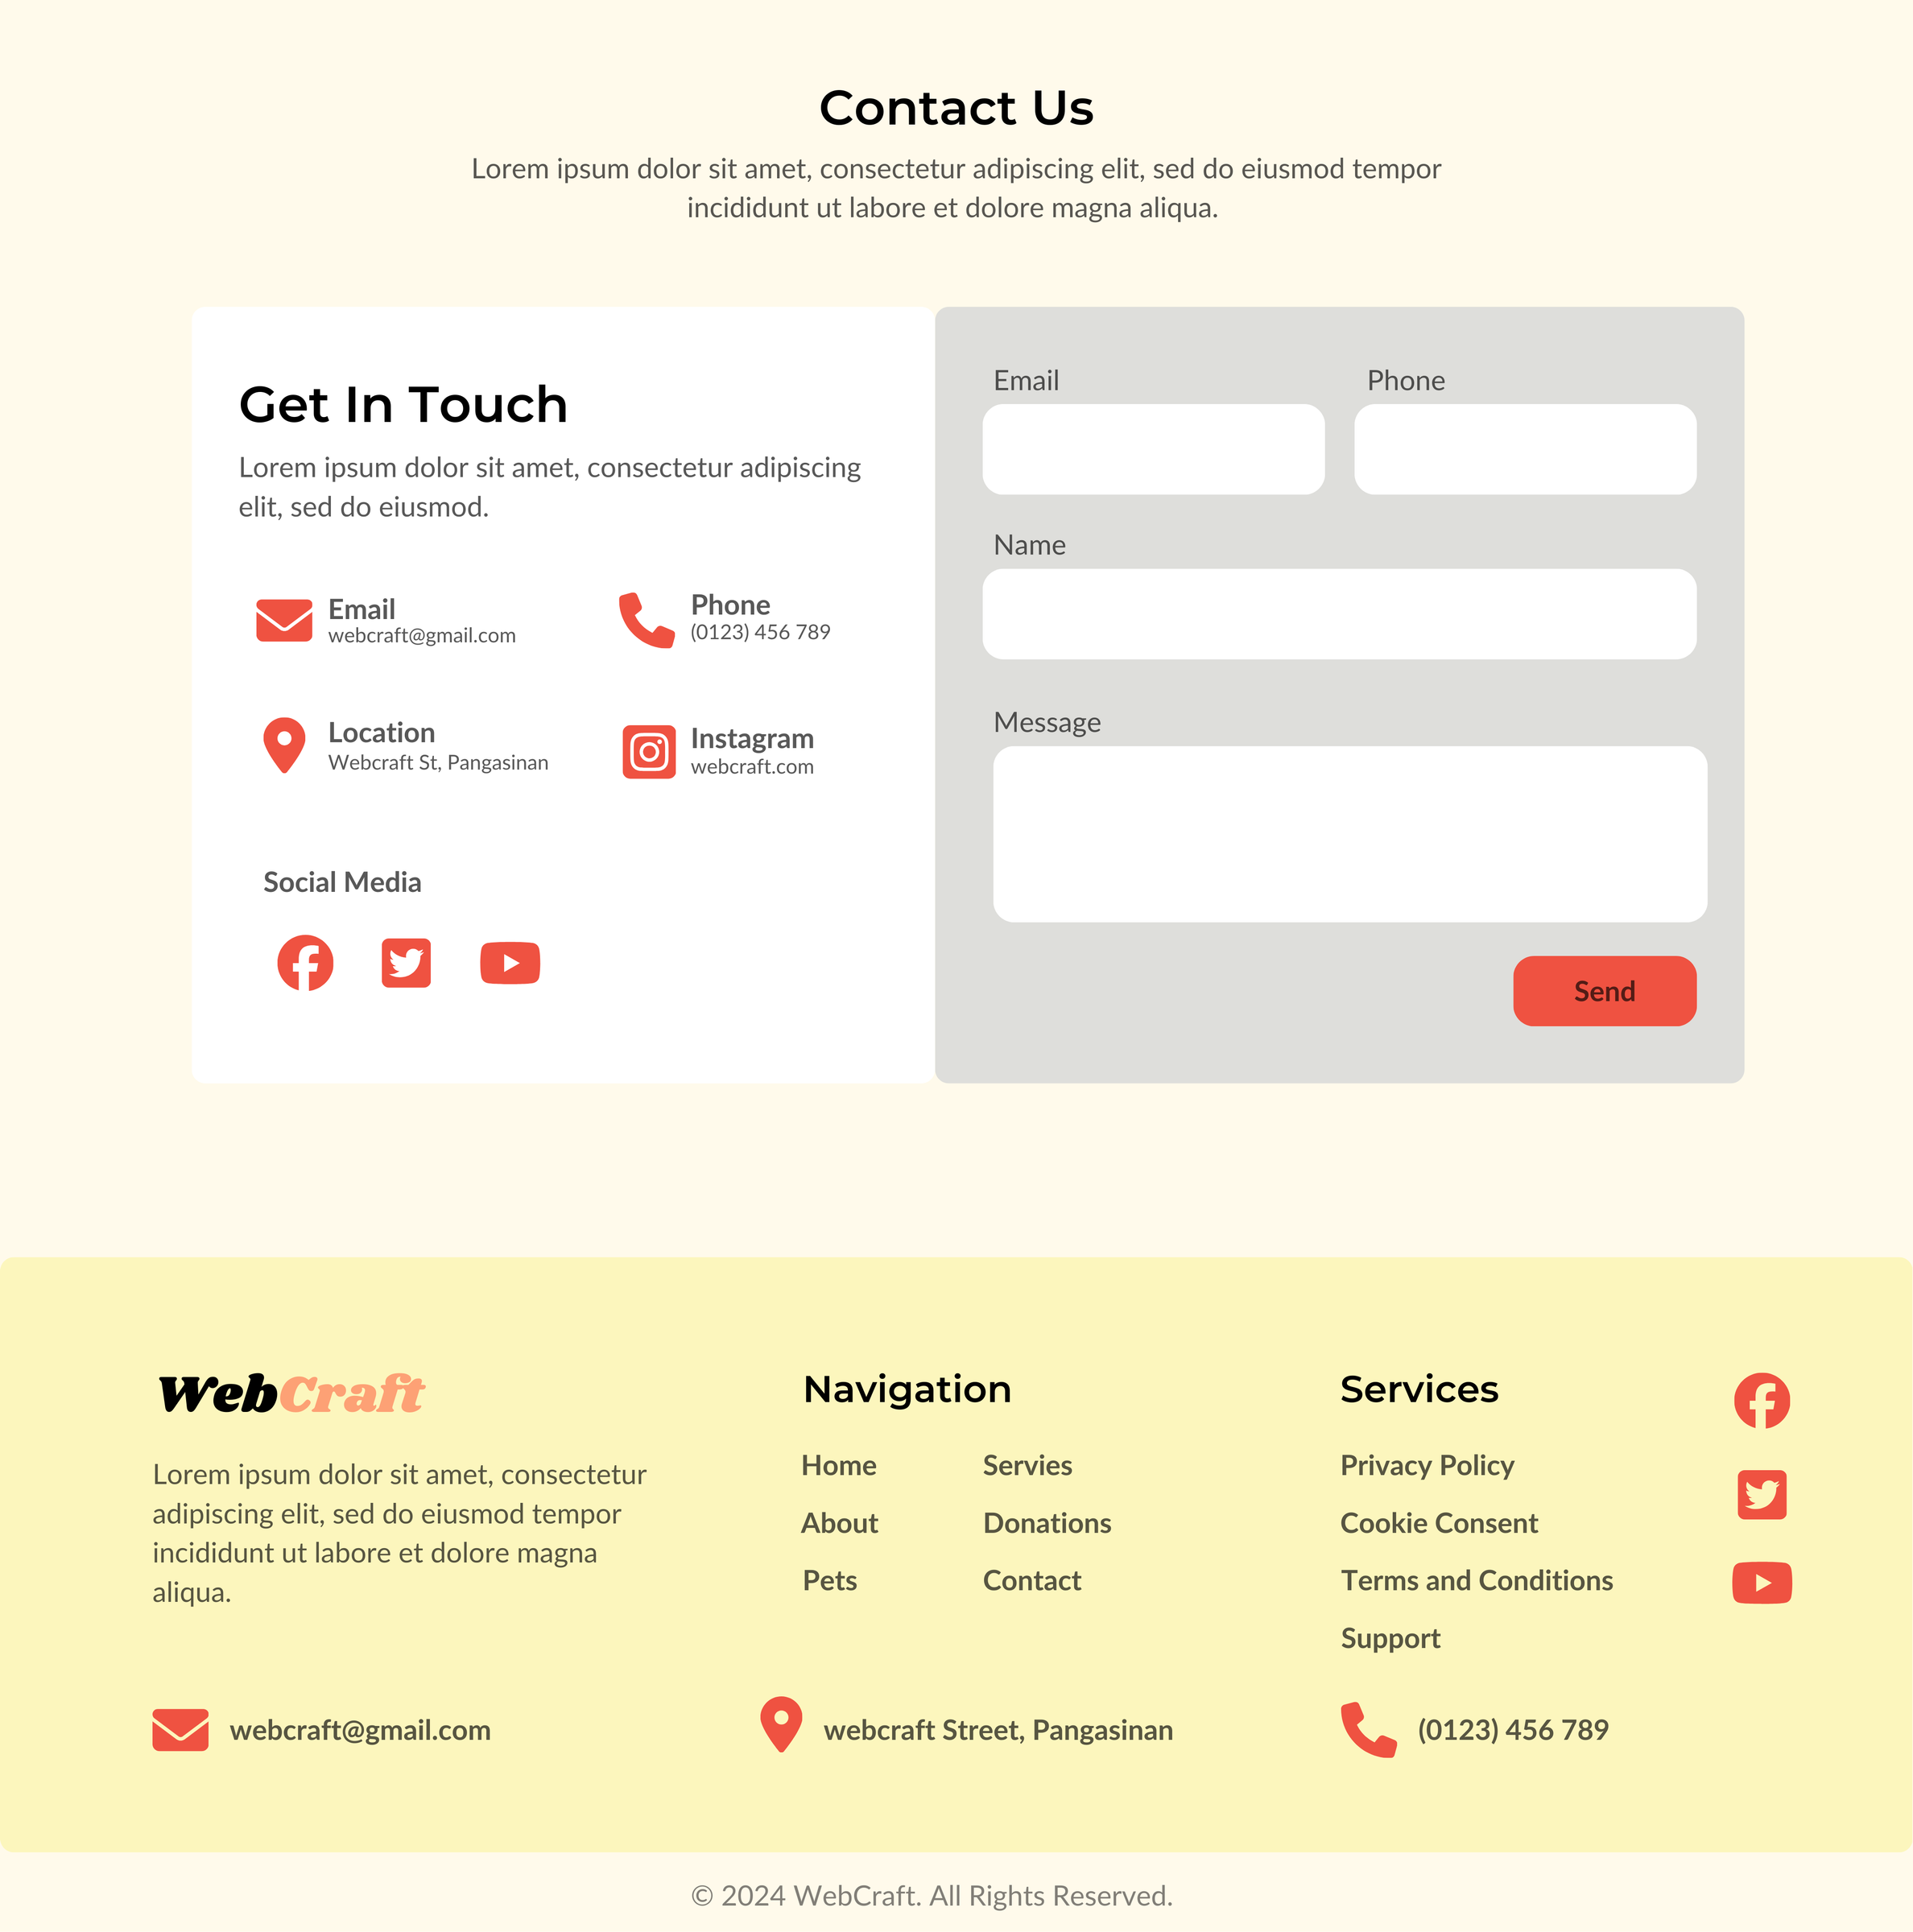 Contact Us
Lorem ipsum dolor sit amet, consectetur adipiscing elit, sed do eiusmod tempor
incididunt ut labore et dolore magna aliqua.
Get In Touch
Lorem ipsum dolor sit amet, consectetur adipiscing
elit, sed do eiusmod.
Email
webcraft@gmail.com
Phone
(0123) 456 789
Location
Webcraft St, Pangasinan
Instagram
webcraft.com
Social Media
Email
Phone
Name
Message
Send
WebCraft
Lorem ipsum dolor sit amet, consectetur
adipiscing elit, sed do eiusmod tempor
incididunt ut labore et dolore magna
aliqua.
Navigation
Home
About
Pets
Servies
Donations
Contact
Services
Privacy Policy
Cookie Consent
Terms and Conditions
Support
webcraft@gmail.com
webcraft Street, Pangasinan
(0123) 456 789
© 2024 WebCraft. All Rights Reserved.